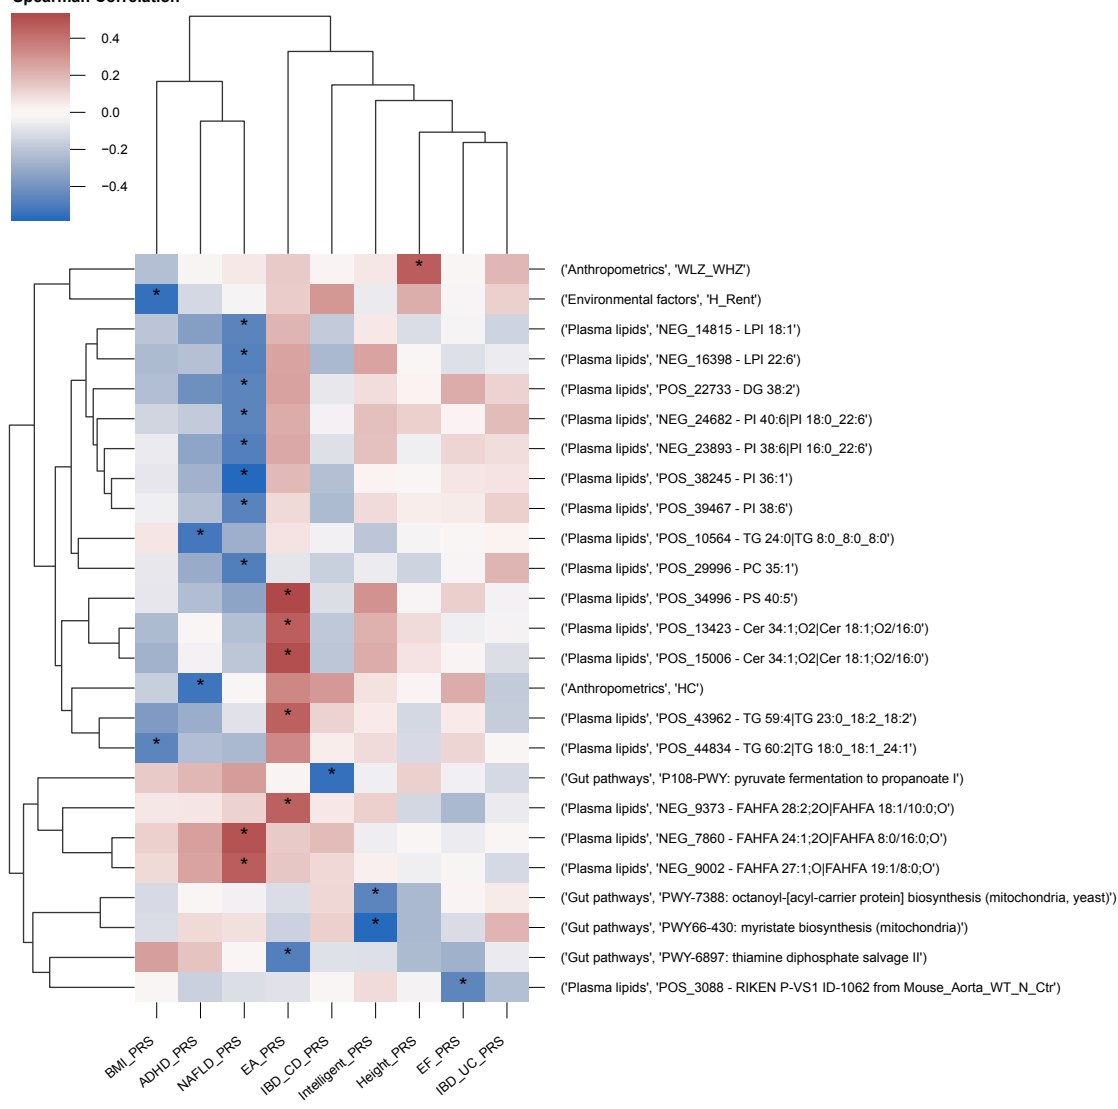 Spearman Correlation
0.4
0.2
0.0
−0.2
−0.4
*
('Anthropometrics', 'WLZ_WHZ')
*
('Environmental factors', 'H_Rent')
*
('Plasma lipids', 'NEG_14815 - LPI 18:1')
*
('Plasma lipids', 'NEG_16398 - LPI 22:6')
*
('Plasma lipids', 'POS_22733 - DG 38:2')
*
('Plasma lipids', 'NEG_24682 - PI 40:6|PI 18:0_22:6')
*
('Plasma lipids', 'NEG_23893 - PI 38:6|PI 16:0_22:6')
*
('Plasma lipids', 'POS_38245 - PI 36:1')
*
('Plasma lipids', 'POS_39467 - PI 38:6')
*
('Plasma lipids', 'POS_10564 - TG 24:0|TG 8:0_8:0_8:0')
*
('Plasma lipids', 'POS_29996 - PC 35:1')
*
('Plasma lipids', 'POS_34996 - PS 40:5')
*
('Plasma lipids', 'POS_13423 - Cer 34:1;O2|Cer 18:1;O2/16:0')
*
('Plasma lipids', 'POS_15006 - Cer 34:1;O2|Cer 18:1;O2/16:0')
*
('Anthropometrics', 'HC')
*
('Plasma lipids', 'POS_43962 - TG 59:4|TG 23:0_18:2_18:2')
*
('Plasma lipids', 'POS_44834 - TG 60:2|TG 18:0_18:1_24:1')
*
('Gut pathways', 'P108-PWY: pyruvate fermentation to propanoate I')
*
('Plasma lipids', 'NEG_9373 - FAHFA 28:2;2O|FAHFA 18:1/10:0;O')
*
('Plasma lipids', 'NEG_7860 - FAHFA 24:1;2O|FAHFA 8:0/16:0;O')
*
('Plasma lipids', 'NEG_9002 - FAHFA 27:1;O|FAHFA 19:1/8:0;O')
*
('Gut pathways', 'PWY-7388: octanoyl-[acyl-carrier protein] biosynthesis (mitochondria, yeast)')
*
('Gut pathways', 'PWY66-430: myristate biosynthesis (mitochondria)')
*
('Gut pathways', 'PWY-6897: thiamine diphosphate salvage II')
*
('Plasma lipids', 'POS_3088 - RIKEN P-VS1 ID-1062 from Mouse_Aorta_WT_N_Ctr')
BMI_PRS
ADHD_PRS
NAFLD_PRS
EA_PRS
IBD_CD_PRS
Intelligent_PRS
Height_PRS
EF_PRS
IBD_UC_PRS